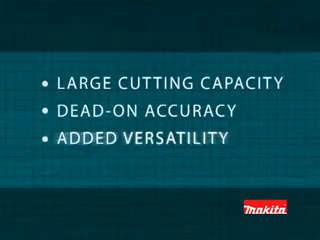 • LARGE CUTTING CAPACITY
• DEAD-ON ACCURACY
• ADDED VERSATILITY
makita